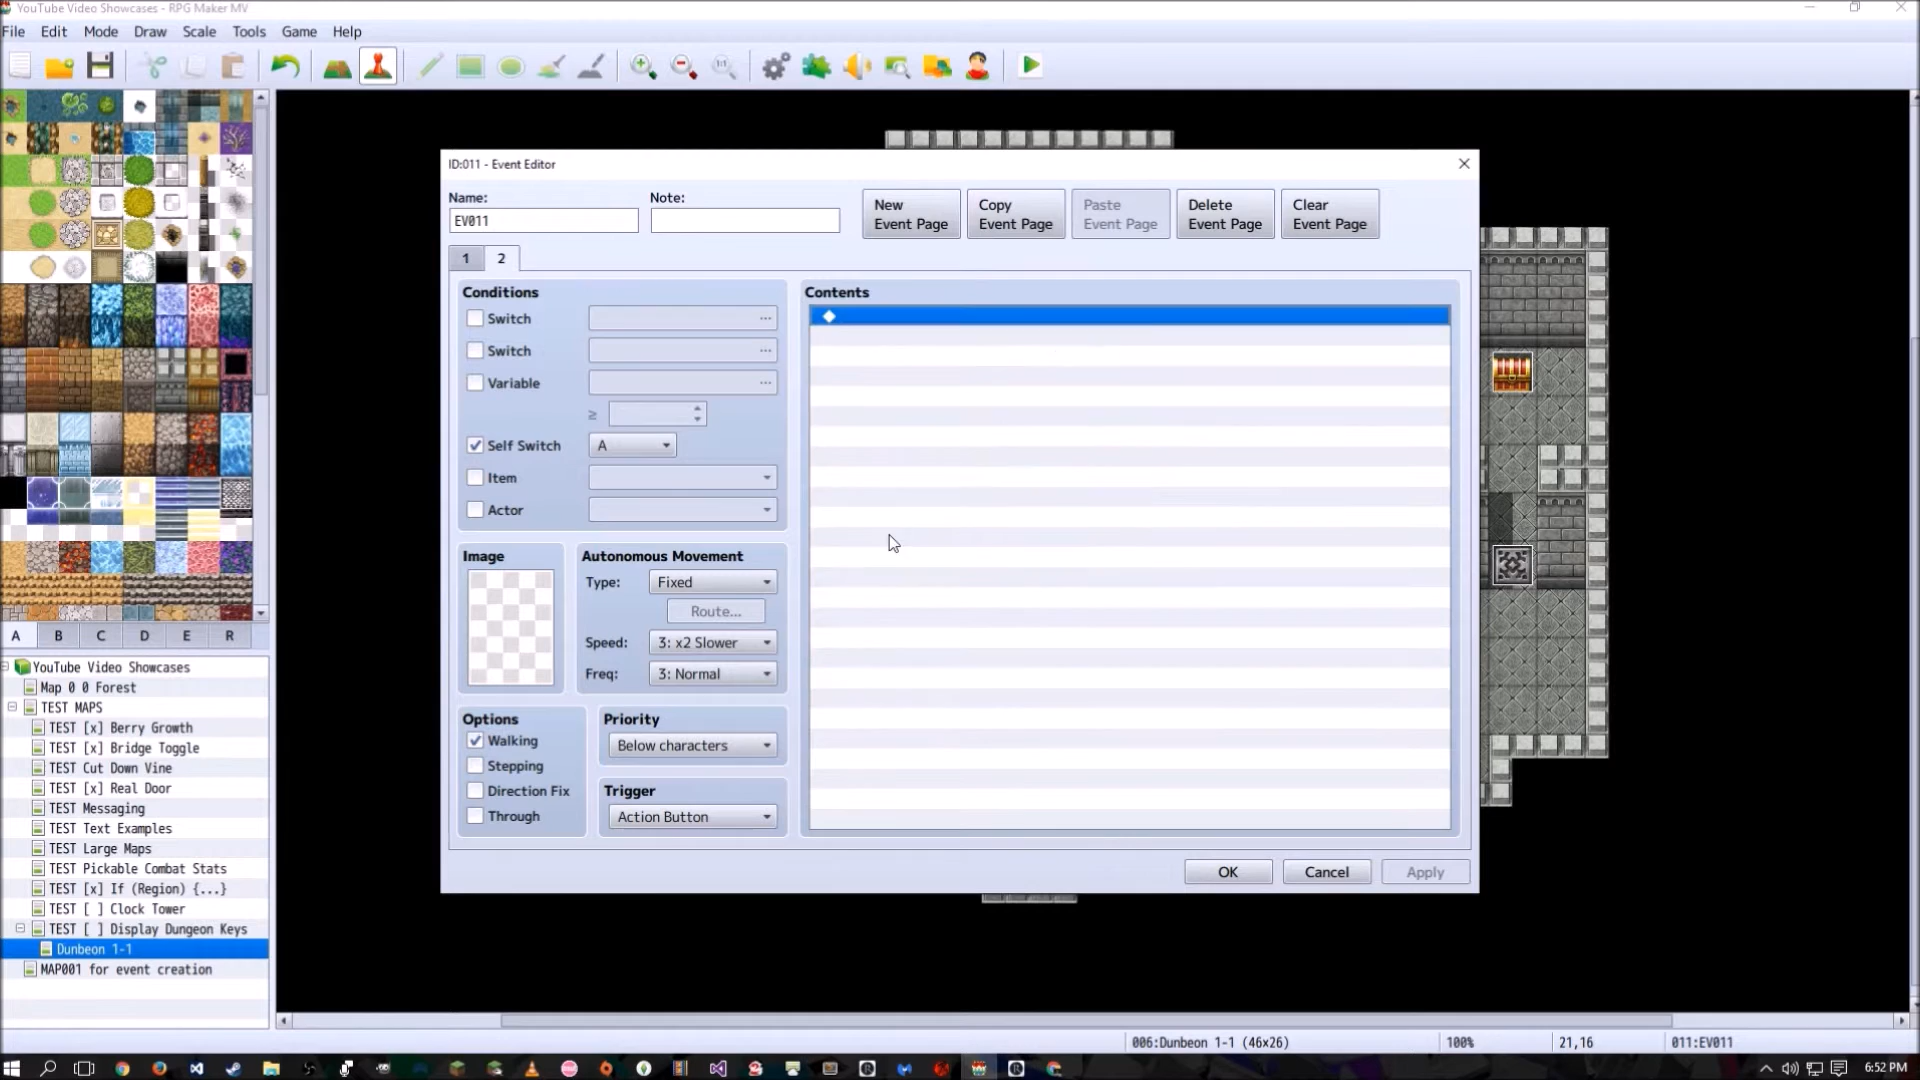 YouTube Video Showcases - RPG Maker MV
File Edit Mode Draw Scale Tools Game Help
1:1
ID:011 - Event Editor
Name: Note:
EV011
New Event Page
Copy Event Page
Paste Event Page
Delete Event Page
Clear Event Page
1 2
Conditions
Switch ...
Switch ...
Variable ...
≥
Self Switch A
Item
Actor
Contents
Image
Autonomous Movement
Type: Fixed
Route...
Speed: 3: x2 Slower
Freq: 3: Normal
Options
Walking
Stepping
Direction Fix
Through
Priority
Below characters
Trigger
Action Button
OK Cancel Apply
A B C D E R
YouTube Video Showcases
Map 0 0 Forest
TEST MAPS
TEST [x] Berry Growth
TEST [x] Bridge Toggle
TEST Cut Down Vine
TEST [x] Real Door
TEST Messaging
TEST Text Examples
TEST Large Maps
TEST Pickable Combat Stats
TEST [x] If (Region) {...}
TEST [ ] Clock Tower
TEST [ ] Display Dungeon Keys
Dunbeon 1-1
MAP001 for event creation
006:Dunbeon 1-1 (46x26) 100% 21,16 011:EV011
6:52 PM